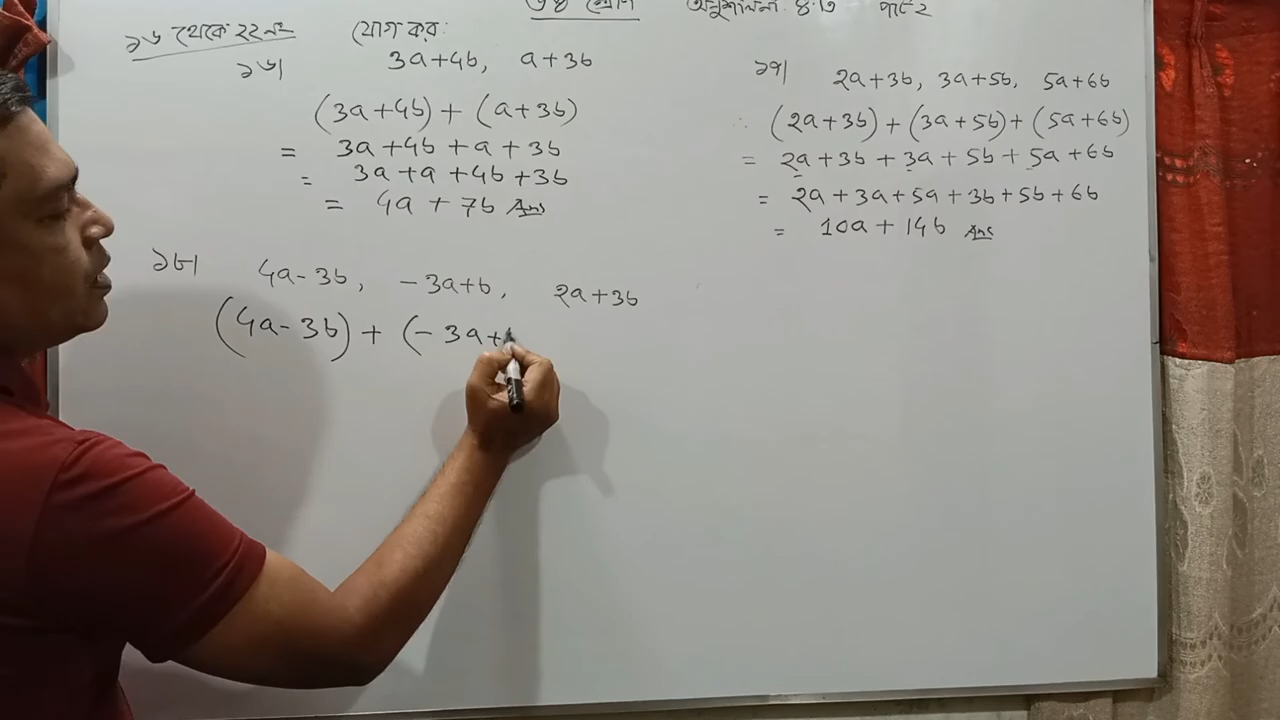 ৬ষ্ঠ শ্রেণি অনুশীলনী ৪.৩ পার্ট ২
১৬ থেকে ২২ নং যোগ কর:
১৬। 3a+4b, a+3b
(3a+4b) + (a+3b)
= 3a+4b+a+3b
= 3a+a+4b+3b
= 4a+7b Ans
১৭। 2a+3b, 3a+5b, 5a+6b
(2a+3b)+(3a+5b)+(5a+6b)
= 2a+3b+3a+5b+5a+6b
= 2a+3a+5a+3b+5b+6b
= 10a+14b Ans
১৮। 4a-3b, -3a+b, 2a+3b
(4a-3b)+(-3a+